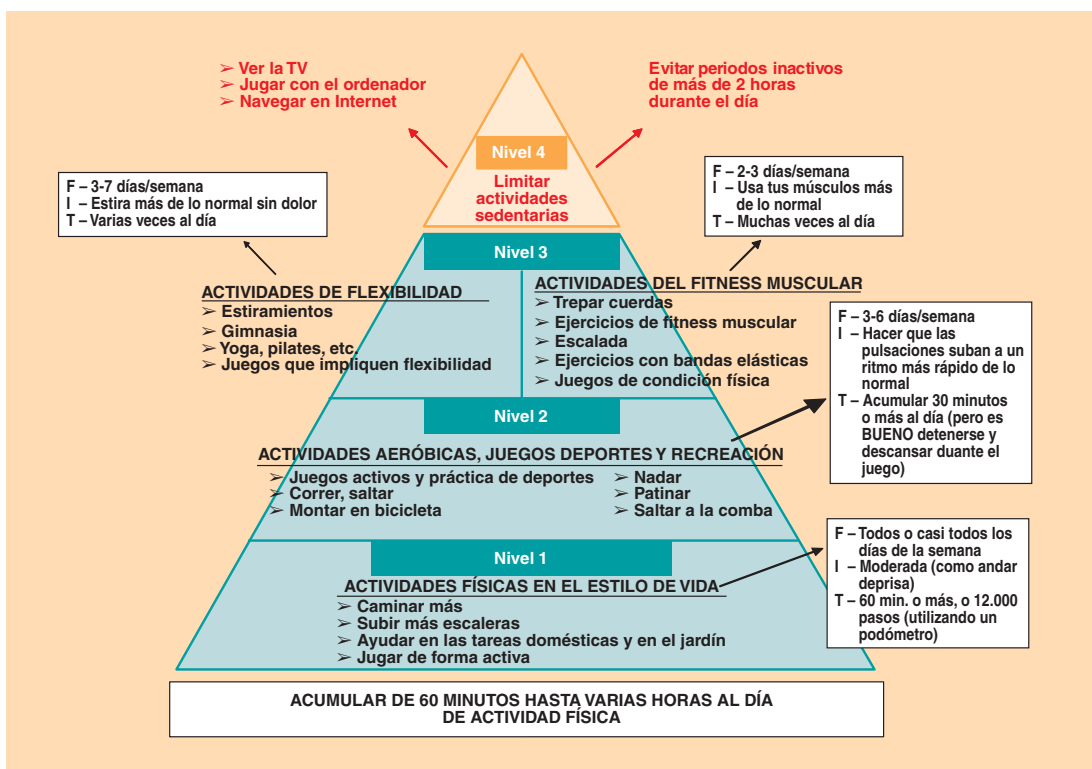 ➢ Ver la TV
➢ Jugar con el ordenador
➢ Navegar en Internet
Evitar periodos inactivos
de más de 2 horas
durante el día
Nivel 4
Limitar
actividades
sedentarias
F – 3-7 días/semana
I – Estira más de lo normal sin dolor
T – Varias veces al día
F – 2-3 días/semana
I – Usa tus músculos más
de lo normal
T – Muchas veces al día
Nivel 3
ACTIVIDADES DE FLEXIBILIDAD
➢ Estiramientos
➢ Gimnasia
➢ Yoga, pilates, etc.
➢ Juegos que impliquen flexibilidad
ACTIVIDADES DEL FITNESS MUSCULAR
➢ Trepar cuerdas
➢ Ejercicios de fitness muscular
➢ Escalada
➢ Ejercicios con bandas elásticas
➢ Juegos de condición física
F – 3-6 días/semana
I – Hacer que las
pulsaciones suban a un
ritmo más rápido de lo
normal
T – Acumular 30 minutos
o más al día (pero es
BUENO detenerse y
descansar duante el
juego)
Nivel 2
ACTIVIDADES AERÓBICAS, JUEGOS DEPORTES Y RECREACIÓN
➢ Juegos activos y práctica de deportes
➢ Correr, saltar
➢ Montar en bicicleta
➢ Nadar
➢ Patinar
➢ Saltar a la comba
Nivel 1
ACTIVIDADES FÍSICAS EN EL ESTILO DE VIDA
➢ Caminar más
➢ Subir más escaleras
➢ Ayudar en las tareas domésticas y en el jardín
➢ Jugar de forma activa
F – Todos o casi todos los
días de la semana
I – Moderada (como andar
deprisa)
T – 60 min. o más, o 12.000
pasos (utilizando un
podómetro)
ACUMULAR DE 60 MINUTOS HASTA VARIAS HORAS AL DÍA
DE ACTIVIDAD FÍSICA